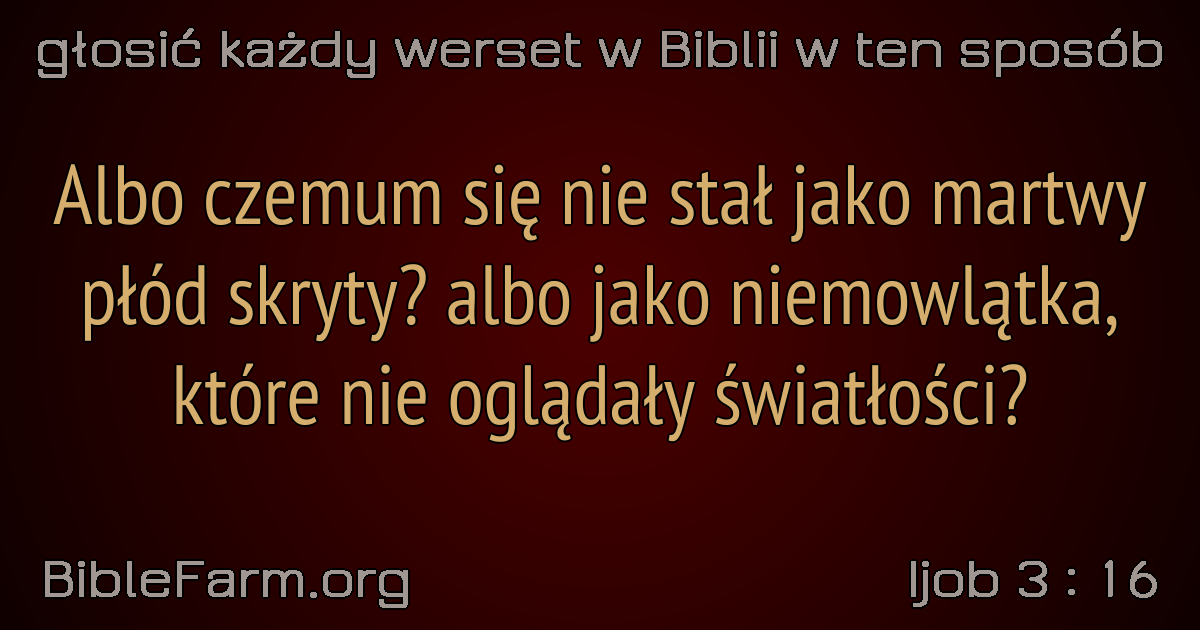 głosić każdy werset w Biblii w ten sposób
Albo czemum się nie stał jako martwy
płód skryty? albo jako niemowlątka,
które nie oglądały światłości?
BibleFarm.org
Ijob 3 : 16